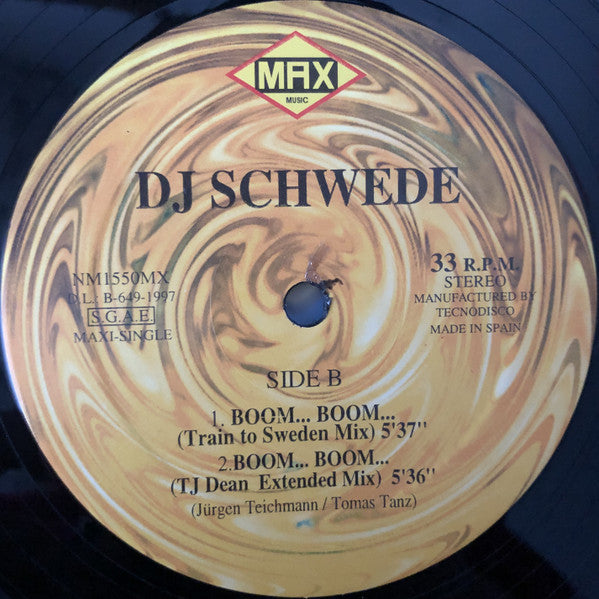 MAX
MUSIC
DJ SCHWEDE
NM1550MX
D.L.: B-649-1997
S.G.A.E.
MAXI-SINGLE
33 R.P.M.
STEREO
MANUFACTURED BY
TECNODISCO
MADE IN SPAIN
SIDE B
1. BOOM... BOOM...
(Train to Sweden Mix) 5'37''
2.BOOM... BOOM...
(TJ Dean Extended Mix) 5'36''
(Jürgen Teichmann / Tomas Tanz)